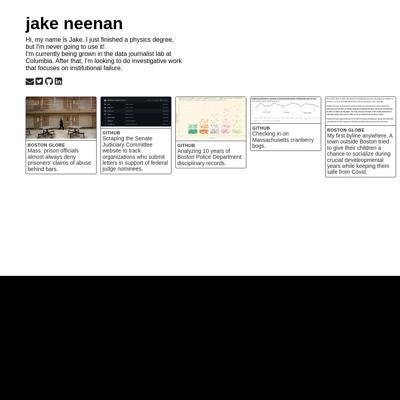 jake neenan
Hi, my name is Jake. I just finished a physics degree,
but I'm never going to use it!
I'm currently being grown in the data journalist lab at
Columbia. After that, I'm looking to do investigative work
that focuses on institutional failure.
BOSTON GLOBE
Mass. prison officials
almost always deny
prisoners' claims of abuse
behind bars.
GITHUB
Scraping the Senate
Judiciary Committee
website to track
organizations who submit
letters in support of federal
judge nominees.
GITHUB
Analyzing 10 years of
Boston Police Department
disciplinary records.
GITHUB
Checking in on
Massachusetts cranberry
bogs.
BOSTON GLOBE
My first byline anywhere. A
town outside Boston tried
to give their children a
chance to socialize during
crucial develeopmental
years while keeping them
safe from Covid.